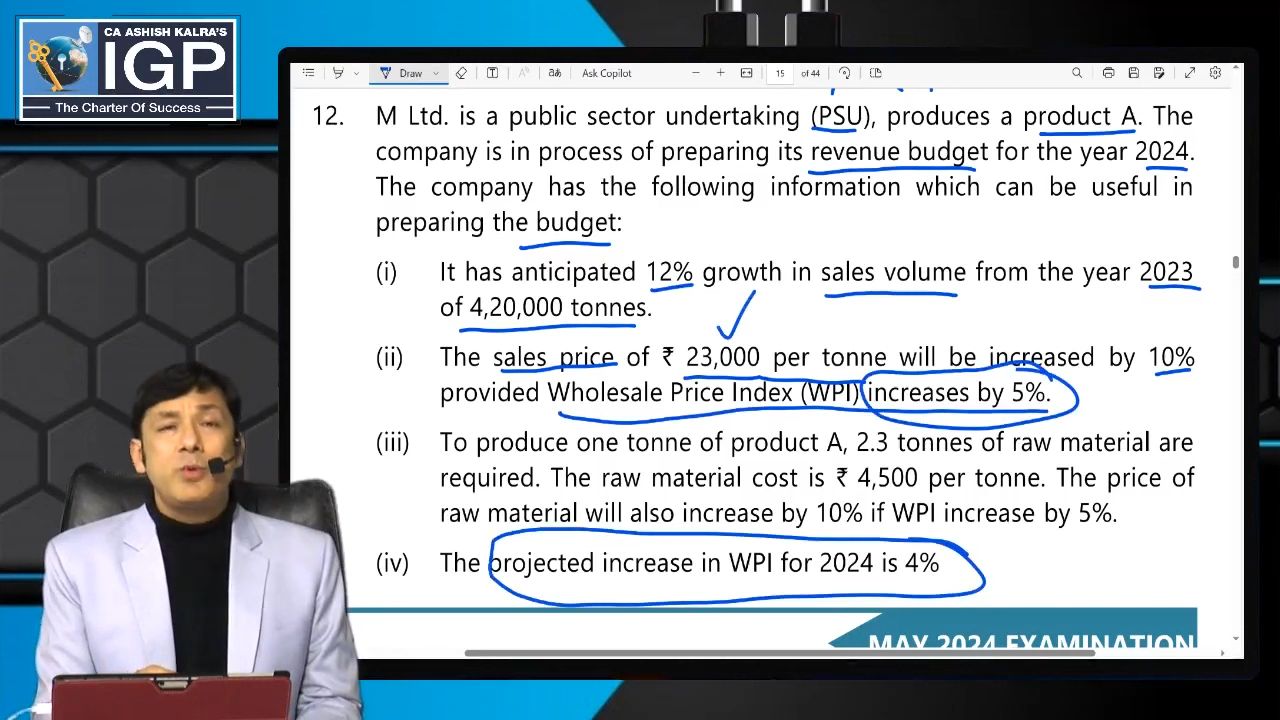 CA ASHISH KALRA'S
IGP
The Charter Of Success
Draw
Ask Copilot
15 of 44
12. M Ltd. is a public sector undertaking (PSU), produces a product A. The
company is in process of preparing its revenue budget for the year 2024.
The company has the following information which can be useful in
preparing the budget:
(i) It has anticipated 12% growth in sales volume from the year 2023
of 4,20,000 tonnes.
(ii) The sales price of ₹ 23,000 per tonne will be increased by 10%
provided Wholesale Price Index (WPI) increases by 5%.
(iii) To produce one tonne of product A, 2.3 tonnes of raw material are
required. The raw material cost is ₹ 4,500 per tonne. The price of
raw material will also increase by 10% if WPI increase by 5%.
(iv) The projected increase in WPI for 2024 is 4%
MAY 2024 EXAMINATION